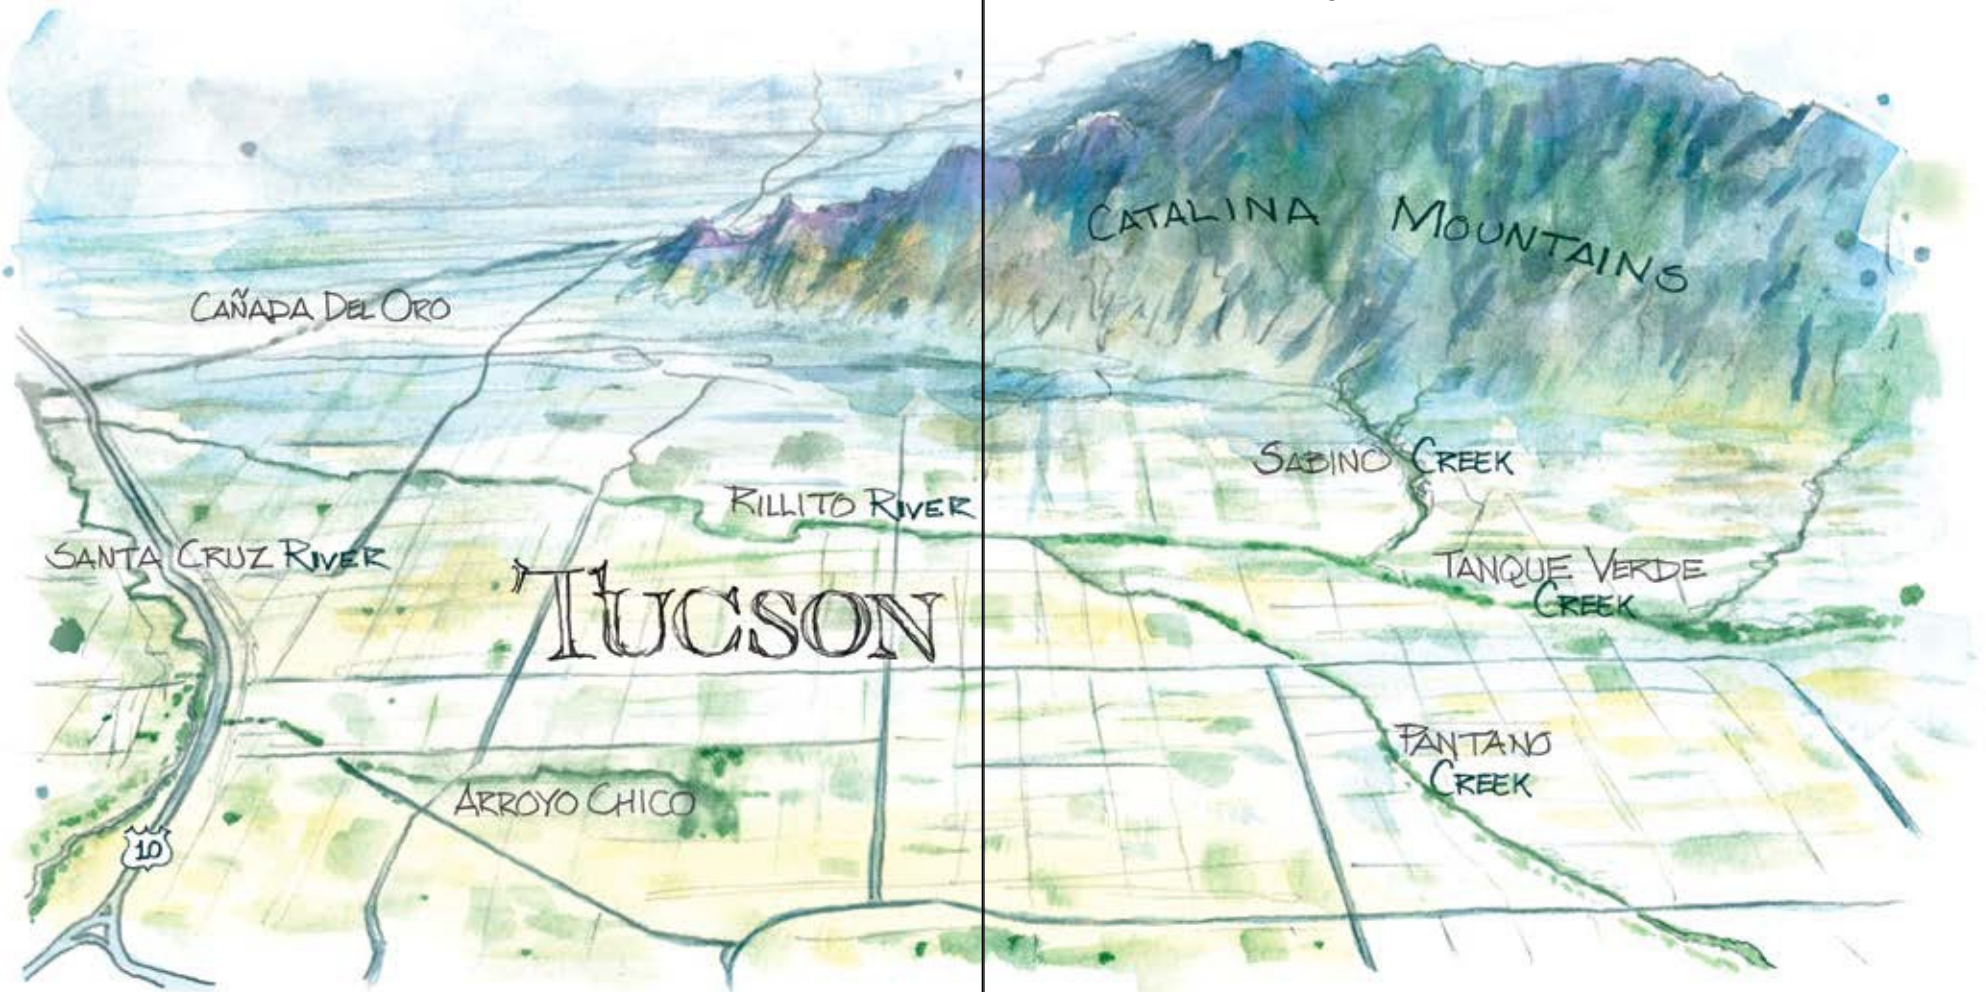 CATALINA MOUNTAINS
CAÑADA DEL ORO
SABINO CREEK
RILLITO RIVER
SANTA CRUZ RIVER
TANQUE VERDE
CREEK
TUCSON
PANTANO
CREEK
ARROYO CHICO
10